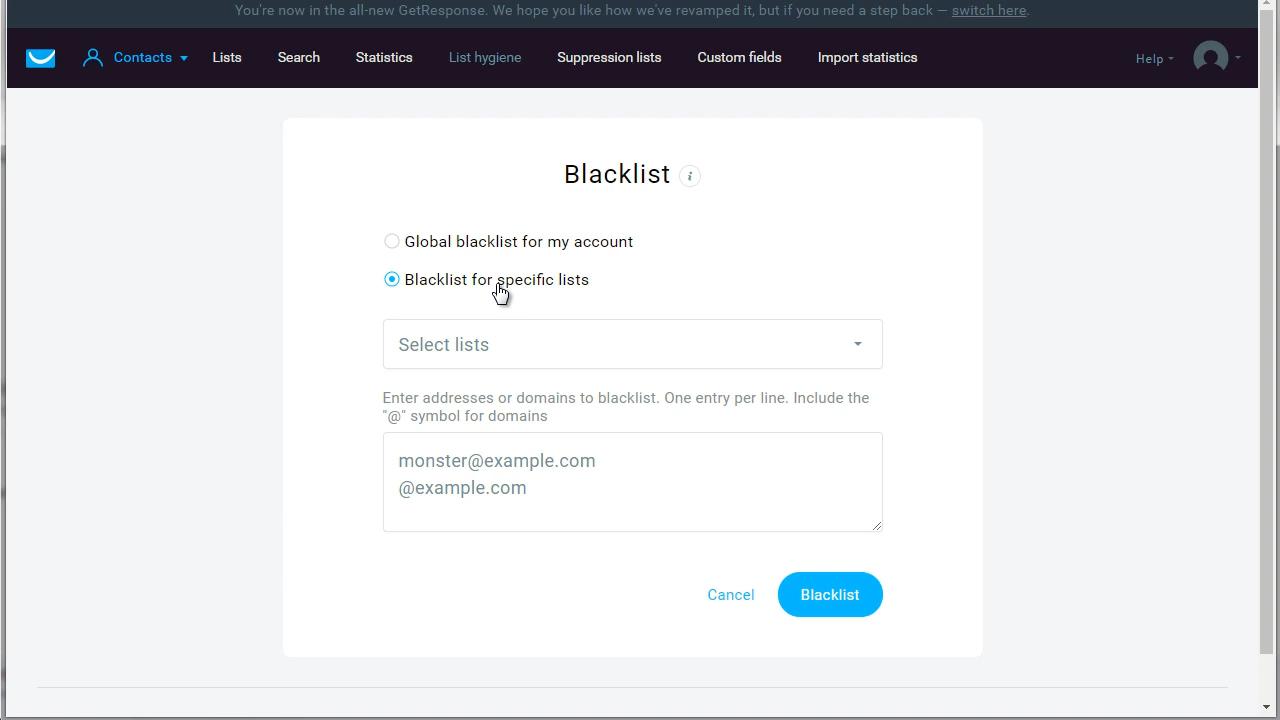 You're now in the all-new GetResponse. We hope you like how we've revamped it, but if you need a step back — switch here.
Contacts Lists Search Statistics List hygiene Suppression lists Custom fields Import statistics Help
Blacklist i
Global blacklist for my account
Blacklist for specific lists
Select lists
Enter addresses or domains to blacklist. One entry per line. Include the
"@" symbol for domains
monster@example.com
@example.com
Cancel Blacklist